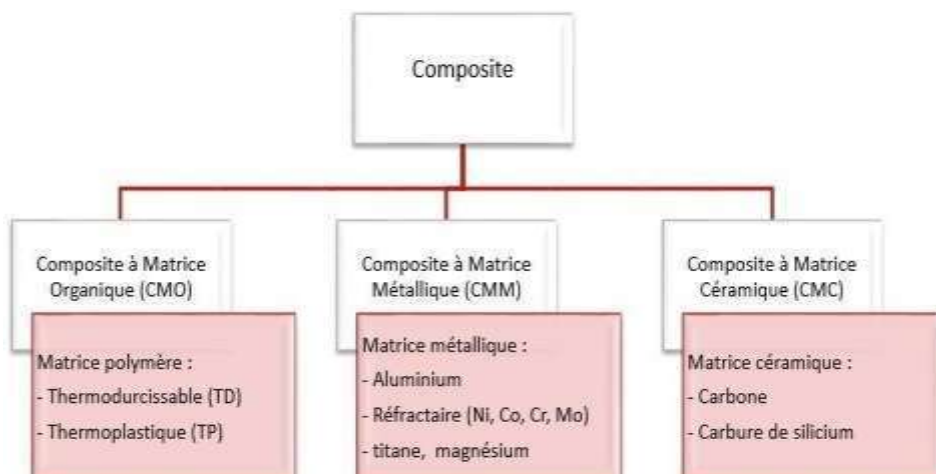 Composite
Composite à Matrice
Organique (CMO)
Matrice polymère :
- Thermodurcissable (TD)
- Thermoplastique (TP)
Composite à Matrice
Métallique (CMM)
Matrice métallique :
- Aluminium
- Réfractaire (Ni, Co, Cr, Mo)
- titane, magnésium
Composite à Matrice
Céramique (CMC)
Matrice céramique :
- Carbone
- Carbure de silicium